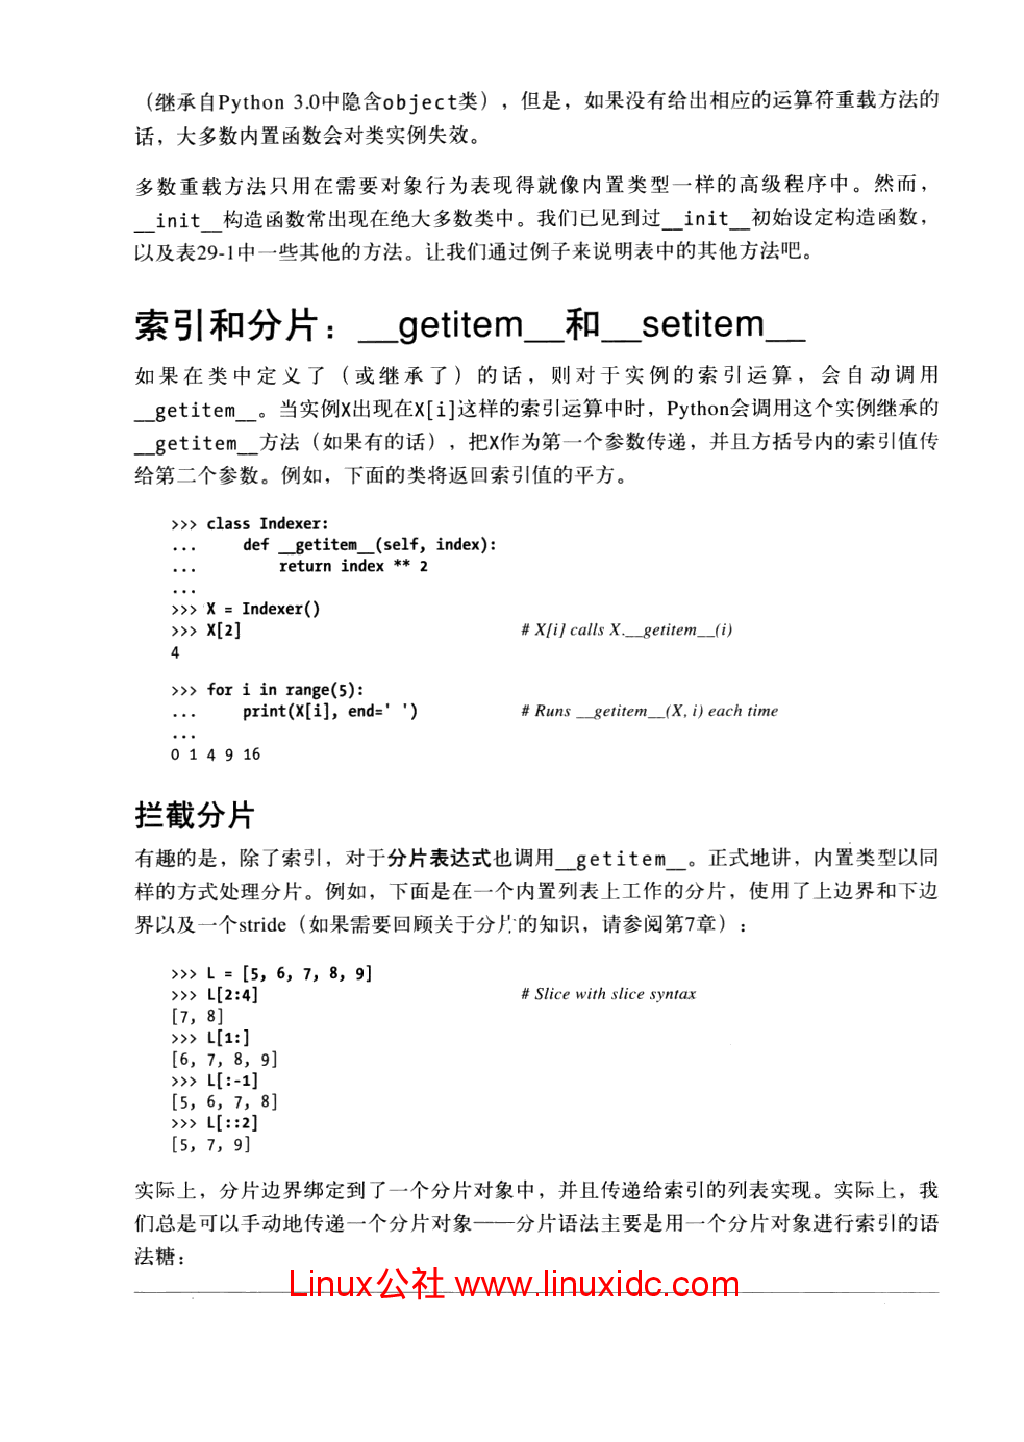 （继承自Python 3.0中隐含object类），但是，如果没有给出相应的运算符重载方法的
话，大多数内置函数会对类实例失效。
多数重载方法只用在需要对象行为表现得就像内置类型一样的高级程序中。然而，
__init__构造函数常出现在绝大多数类中。我们已见到过__init__初始设定构造函数，
以及表29-1中一些其他的方法。让我们通过例子来说明表中的其他方法吧。
索引和分片：__getitem__和__setitem__
如果在类中定义了（或继承了）的话，则对于实例的索引运算，会自动调用
__getitem__。当实例X出现在X[i]这样的索引运算中时，Python会调用这个实例继承的
__getitem__方法（如果有的话），把X作为第一个参数传递，并且方括号内的索引值传
给第二个参数。例如，下面的类将返回索引值的平方。
>>> class Indexer:
...     def __getitem__(self, index):
...         return index ** 2
...
>>> X = Indexer()
>>> X[2]    # X[i] calls X.__getitem__(i)
4
>>> for i in range(5):
...     print(X[i], end=' ')    # Runs __getitem__(X, i) each time
...
0 1 4 9 16
拦截分片
有趣的是，除了索引，对于分片表达式也调用__getitem__。正式地讲，内置类型以同
样的方式处理分片。例如，下面是在一个内置列表上工作的分片，使用了上边界和下边
界以及一个stride（如果需要回顾关于分片的知识，请参阅第7章）：
>>> L = [5, 6, 7, 8, 9]
>>> L[2:4]    # Slice with slice syntax
[7, 8]
>>> L[1:]
[6, 7, 8, 9]
>>> L[:-1]
[5, 6, 7, 8]
>>> L[::2]
[5, 7, 9]
实际上，分片边界绑定到了一个分片对象中，并且传递给索引的列表实现。实际上，我
们总是可以手动地传递一个分片对象——分片语法主要是用一个分片对象进行索引的语
法糖：
Linux公社 www.linuxidc.com